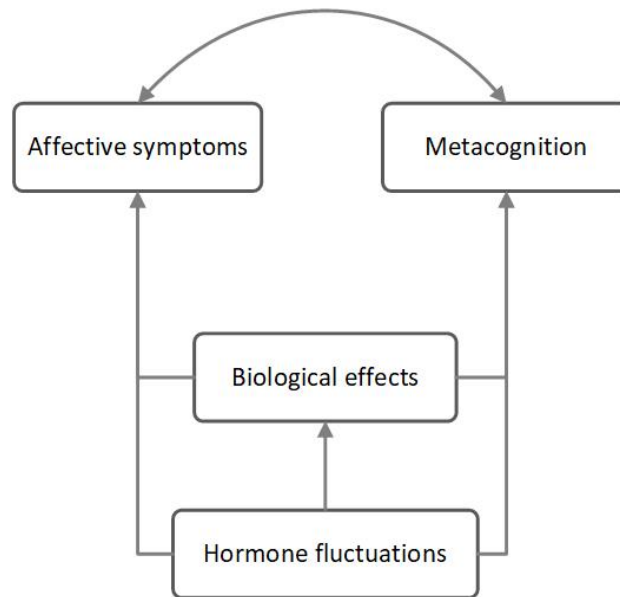 Affective symptoms
Metacognition
Biological effects
Hormone fluctuations